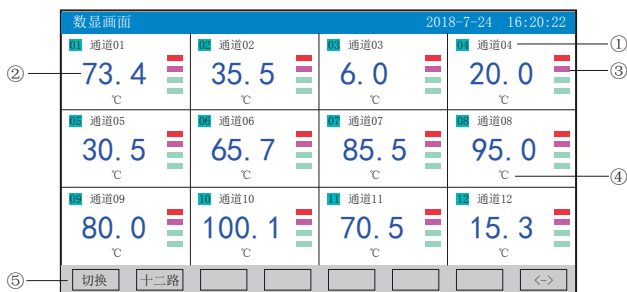 数显画面 2018-7-24 16:20:22
01 通道01 02 通道02 03 通道03 04 通道04 ①
② 73.4 35.5 6.0 20.0 ③
℃ ℃ ℃ ℃
05 通道05 06 通道06 07 通道07 08 通道08
30.5 65.7 85.5 95.0
℃ ℃ ℃ ℃ ④
09 通道09 10 通道10 11 通道11 12 通道12
80.0 100.1 70.5 15.3
℃ ℃ ℃ ℃
⑤ 切换 十二路 <->